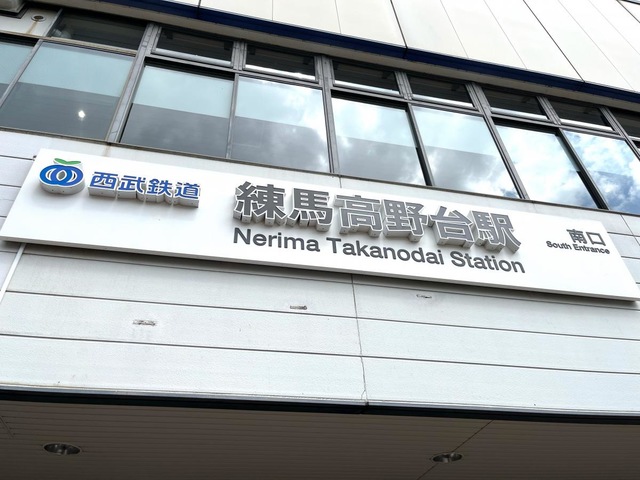 西武鉄道
練馬高野台駅
Nerima Takanodai Station
南口
South Entrance